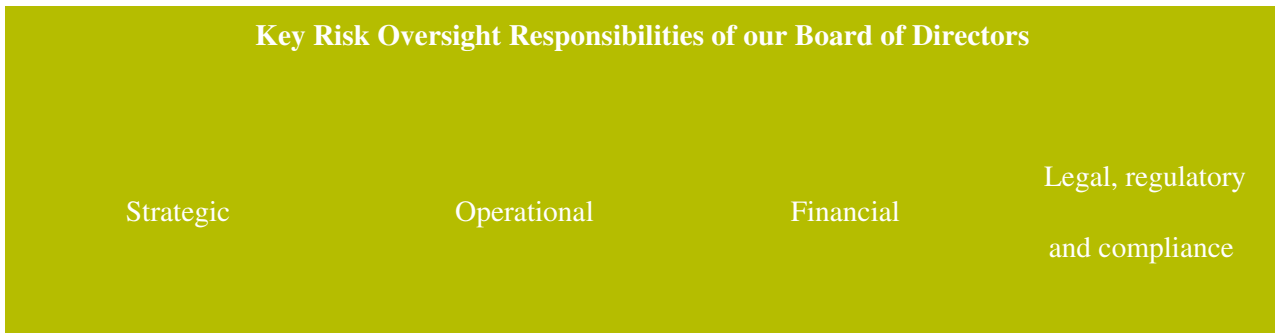 Key Risk Oversight Responsibilities of our Board of Directors
Strategic
Operational
Financial
Legal, regulatory
and compliance